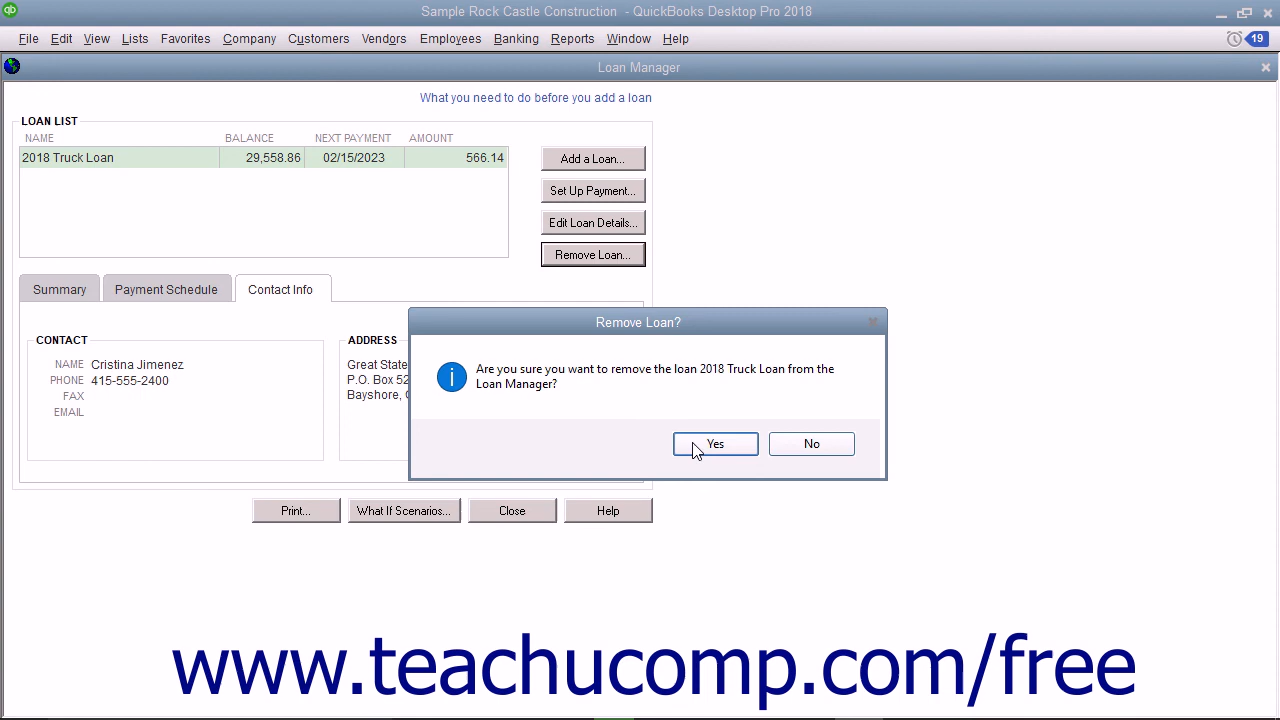 qb
Sample Rock Castle Construction - QuickBooks Desktop Pro 2018
File Edit View Lists Favorites Company Customers Vendors Employees Banking Reports Window Help 19
Loan Manager
What you need to do before you add a loan
LOAN LIST
NAME BALANCE NEXT PAYMENT AMOUNT
2018 Truck Loan 29,558.86 02/15/2023 566.14
Add a Loan...
Set Up Payment...
Edit Loan Details...
Remove Loan...
Summary Payment Schedule Contact Info
CONTACT
NAME Cristina Jimenez
PHONE 415-555-2400
FAX
EMAIL
ADDRESS
Great State
P.O. Box 52
Bayshore,
Remove Loan?
Are you sure you want to remove the loan 2018 Truck Loan from the
Loan Manager?
Yes No
Print... What If Scenarios... Close Help
www.teachucomp.com/free